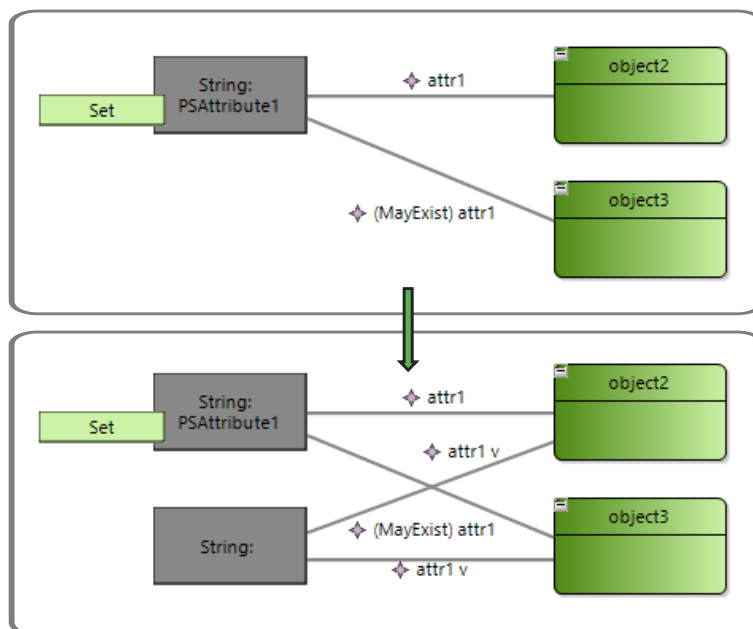 String:
PSAttribute1
Set
attr1
object2
(MayExist) attr1
object3
String:
PSAttribute1
Set
attr1
object2
attr1 v
String:
(MayExist) attr1
attr1 v
object3